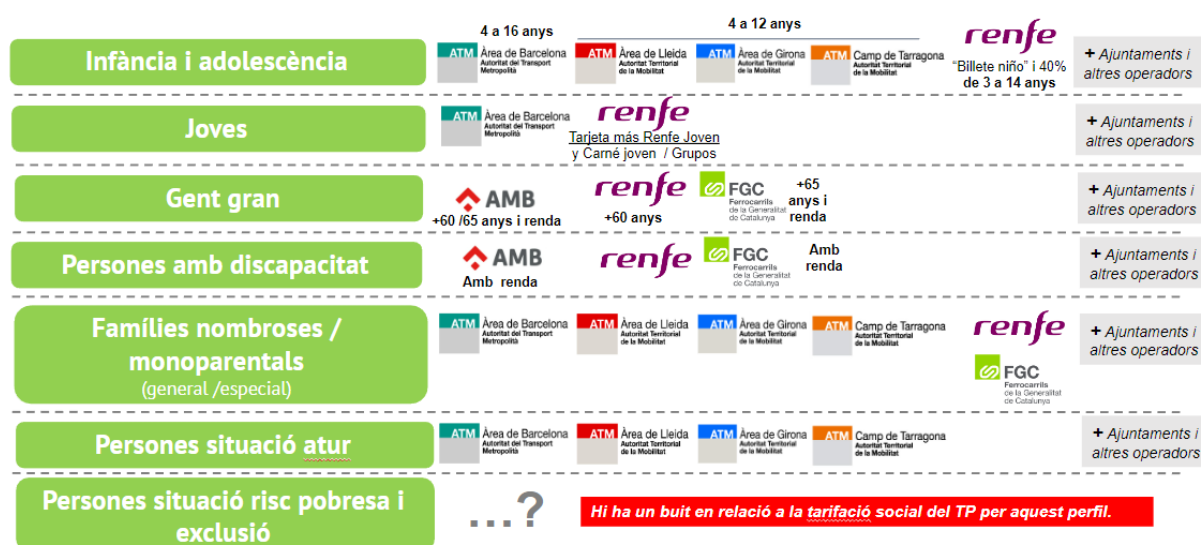 4 a 16 anys
4 a 12 anys
Infància i adolescència
ATM Àrea de Barcelona
Autoritat del Transport
Metropolità
ATM Àrea de Lleida
Autoritat Territorial
de la Mobilitat
ATM Àrea de Girona
Autoritat Territorial
de la Mobilitat
ATM Camp de Tarragona
Autoritat Territorial
de la Mobilitat
renfe
“Billete niño” i 40%
de 3 a 14 anys
+ Ajuntaments i
altres operadors
Joves
ATM Àrea de Barcelona
Autoritat del Transport
Metropolità
renfe
Tarjeta más Renfe Joven
y Carné joven / Grupos
+ Ajuntaments i
altres operadors
Gent gran
AMB
+60 /65 anys i renda
renfe
+60 anys
FGC
Ferrocarrils
de la Generalitat
de Catalunya
+65
anys i
renda
+ Ajuntaments i
altres operadors
Persones amb discapacitat
AMB
Amb renda
renfe
FGC
Ferrocarrils
de la Generalitat
de Catalunya
Amb
renda
+ Ajuntaments i
altres operadors
Famílies nombroses /
monoparentals
(general /especial)
ATM Àrea de Barcelona
Autoritat del Transport
Metropolità
ATM Àrea de Lleida
Autoritat Territorial
de la Mobilitat
ATM Àrea de Girona
Autoritat Territorial
de la Mobilitat
ATM Camp de Tarragona
Autoritat Territorial
de la Mobilitat
renfe
FGC
Ferrocarrils
de la Generalitat
de Catalunya
+ Ajuntaments i
altres operadors
Persones situació atur
ATM Àrea de Barcelona
Autoritat del Transport
Metropolità
ATM Àrea de Lleida
Autoritat Territorial
de la Mobilitat
ATM Àrea de Girona
Autoritat Territorial
de la Mobilitat
ATM Camp de Tarragona
Autoritat Territorial
de la Mobilitat
+ Ajuntaments i
altres operadors
Persones situació risc pobresa i
exclusió
...?
Hi ha un buit en relació a la tarifació social del TP per aquest perfil.